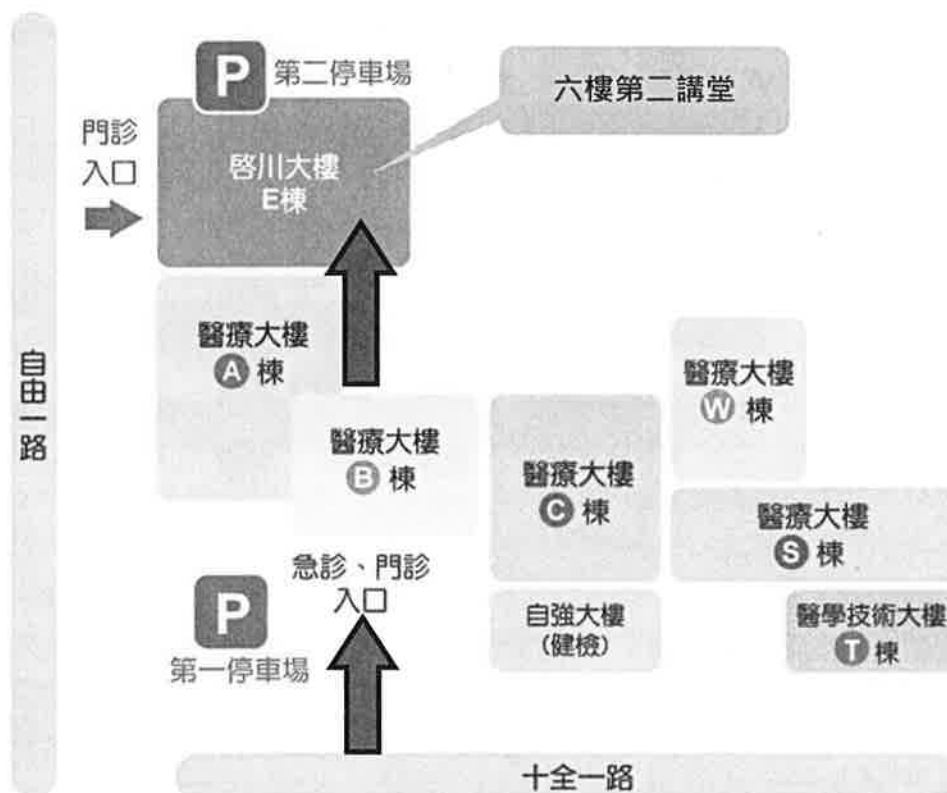 P 第二停車場
六樓第二講堂
門診
入口
啓川大樓
E棟
醫療大樓
A 棟
自由一路
醫療大樓
B 棟
醫療大樓
C 棟
醫療大樓
W 棟
醫療大樓
S 棟
急診、門診
入口
P
第一停車場
自強大樓
(健檢)
醫學技術大樓
T 棟
十全一路